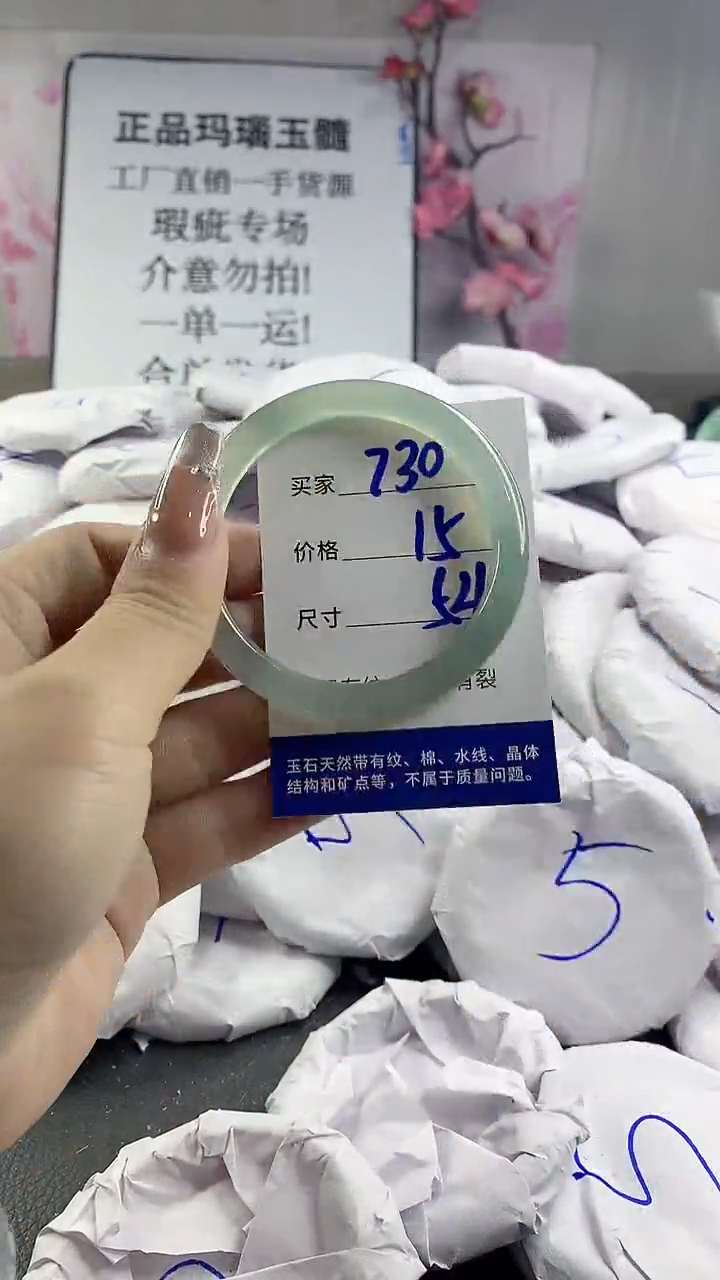 正品玛瑙玉髓
工厂直销一手货源
瑕疵专场
介意勿拍!
一单一运!
买家 730
价格 15
尺寸 54
有裂
玉石天然带有纹、棉、水线、晶体
结构和矿点等，不属于质量问题。
5
5